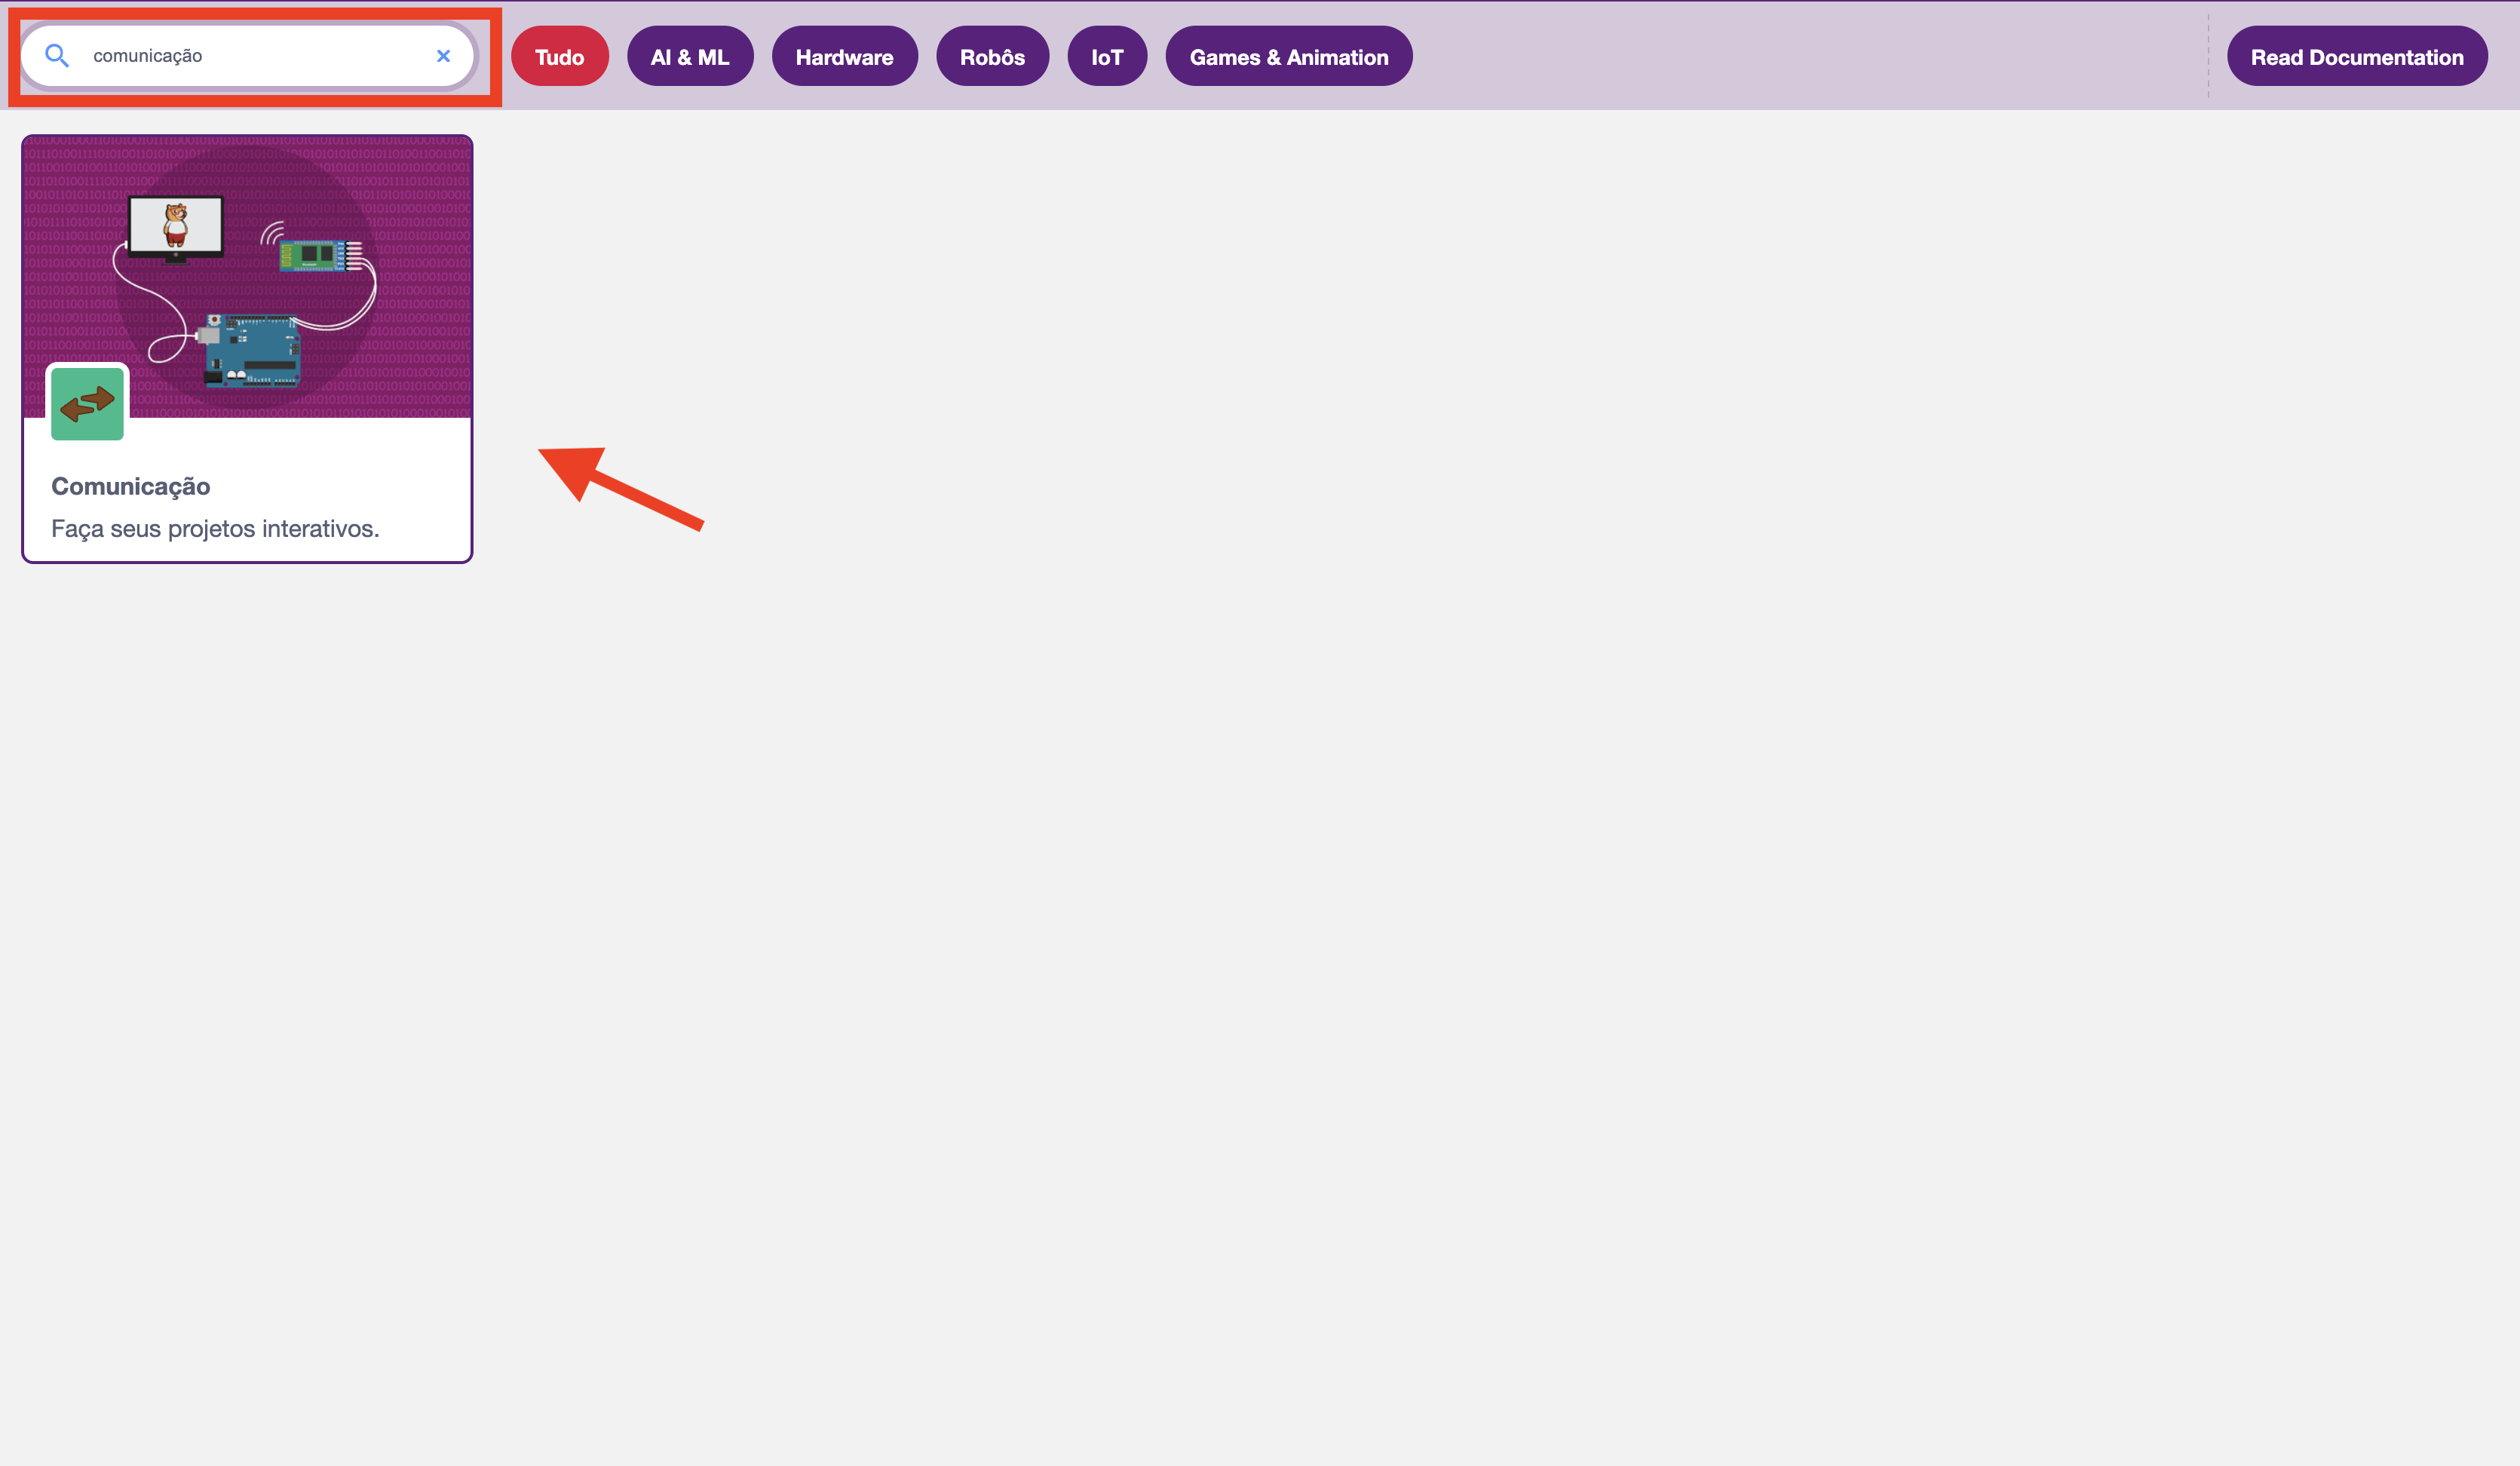 comunicação
Tudo
AI & ML
Hardware
Robôs
IoT
Games & Animation
Read Documentation
Comunicação
Faça seus projetos interativos.